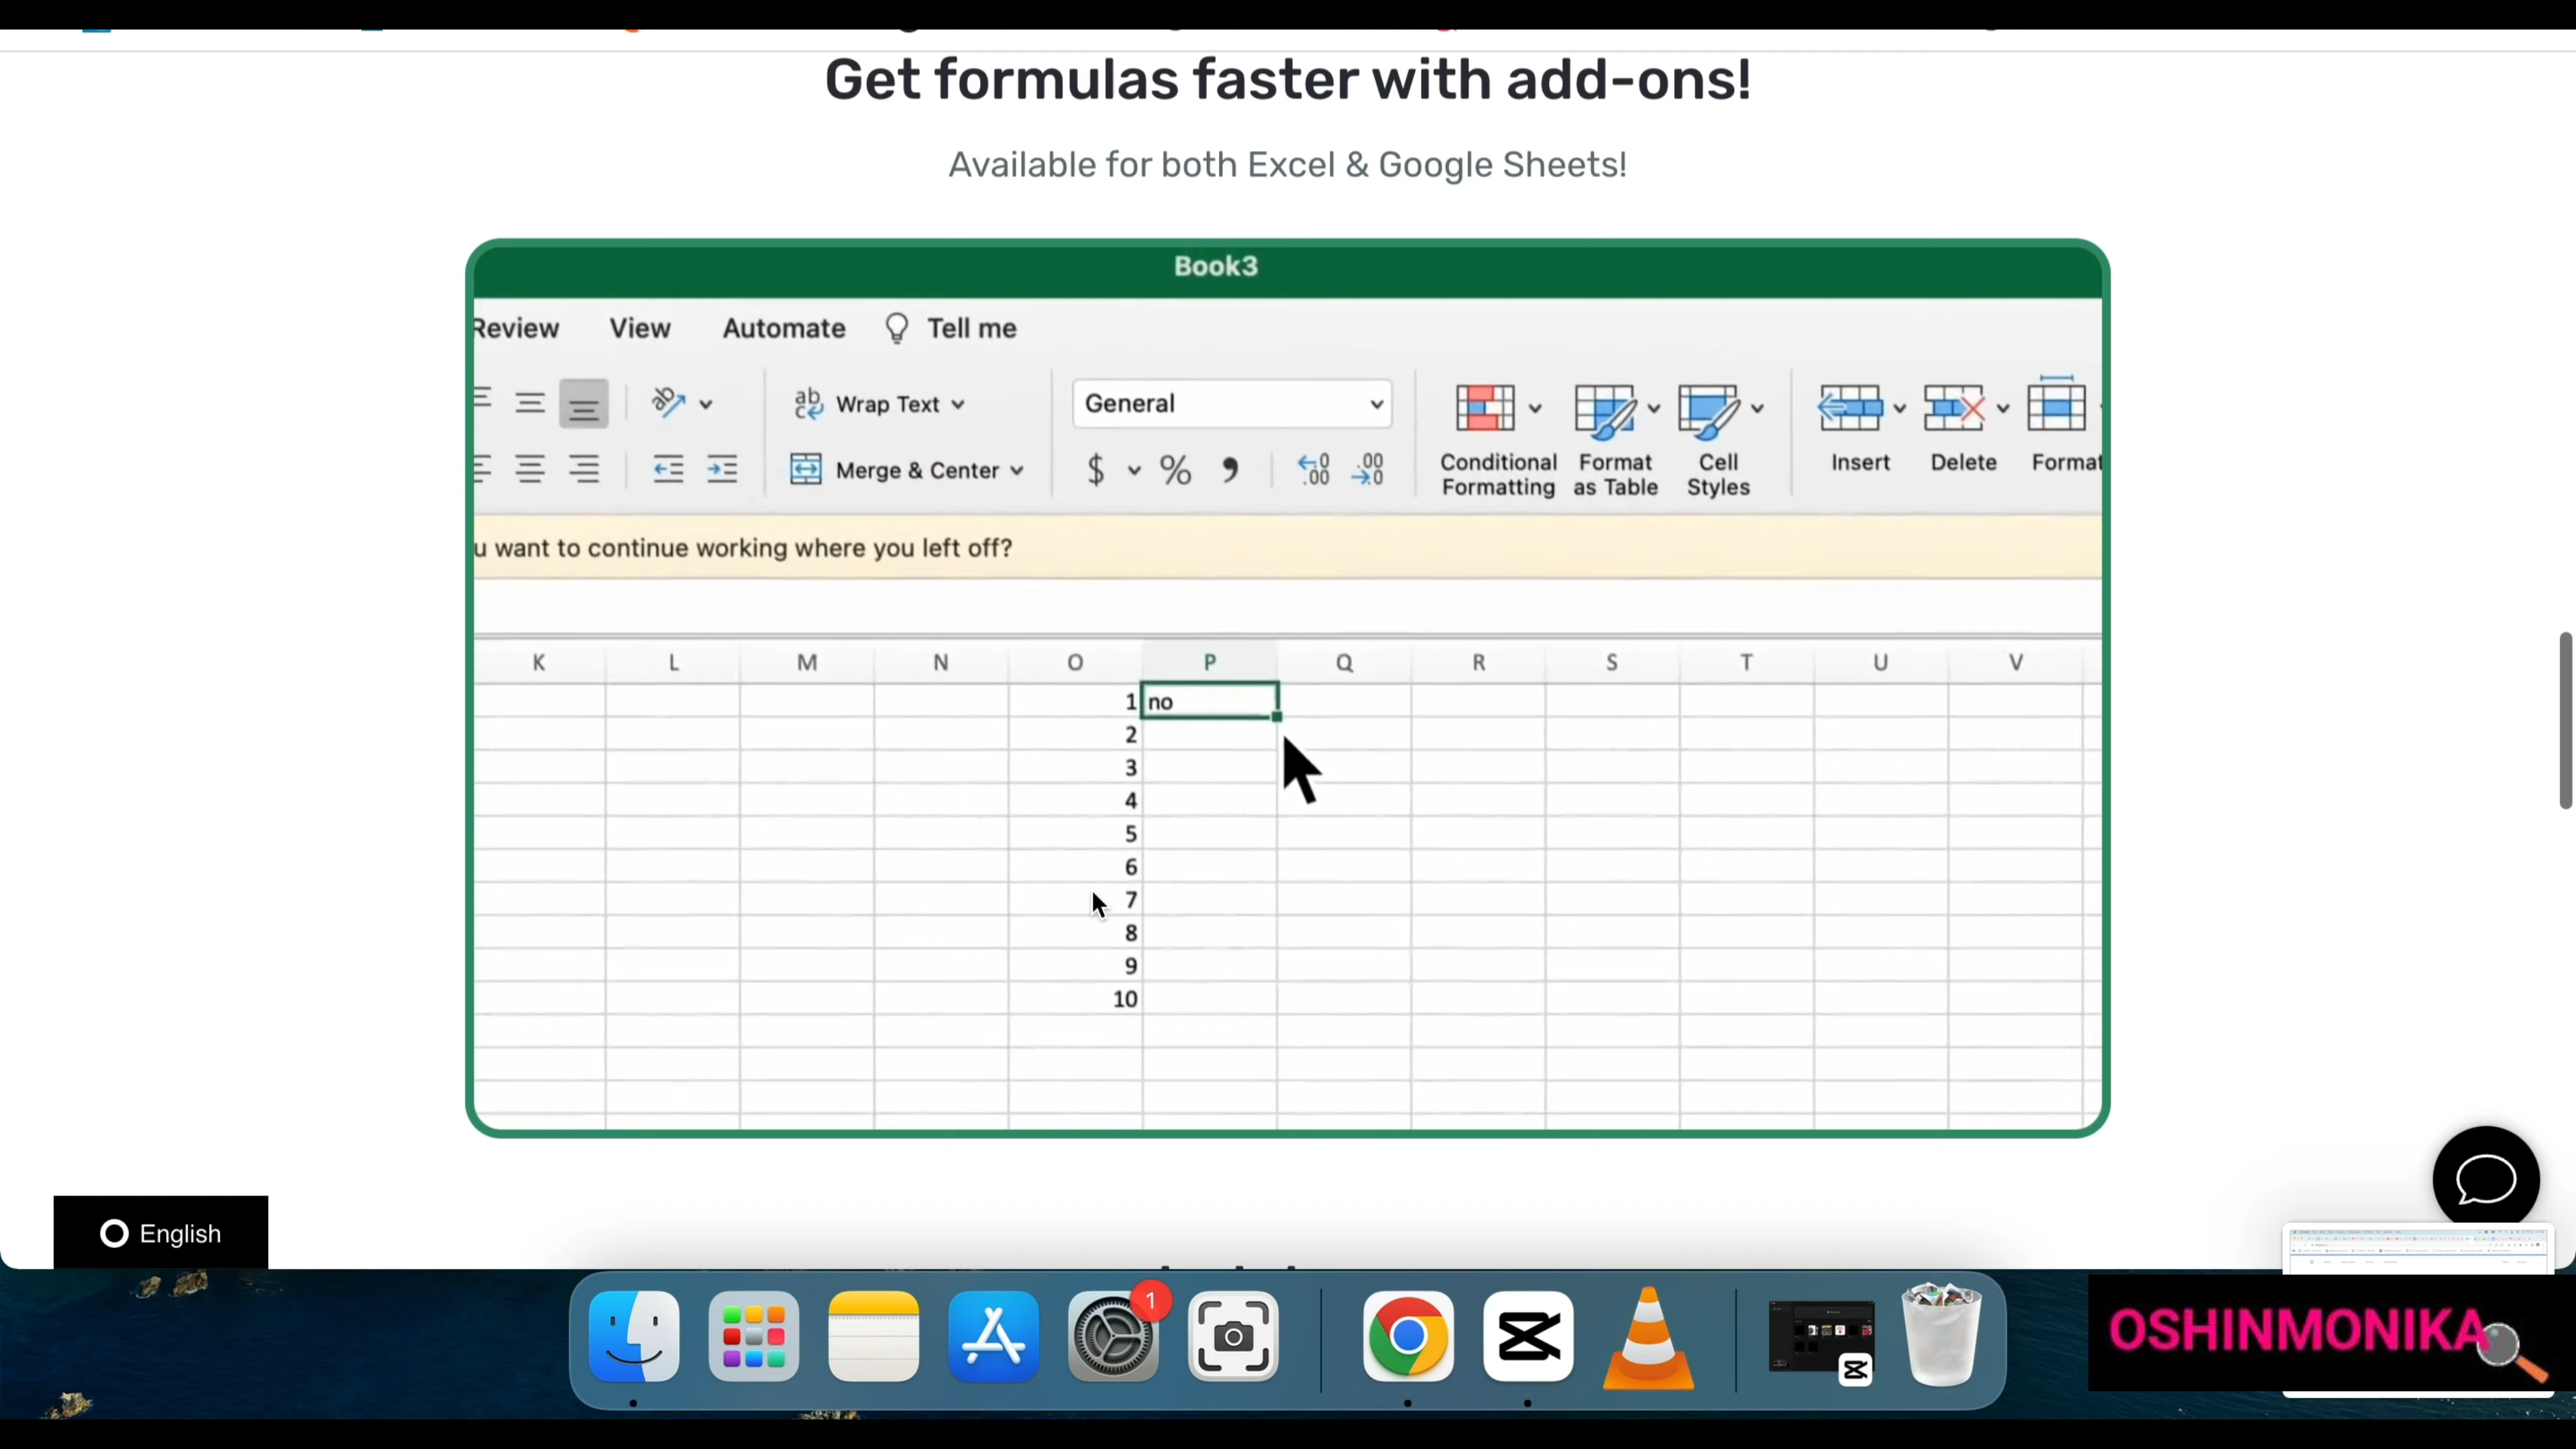 Get formulas faster with add-ons!
Available for both Excel & Google Sheets!
Book3
Review View Automate Tell me
Wrap Text
General
Merge & Center
$ %
Conditional Formatting
Format as Table
Cell Styles
Insert Delete Format
u want to continue working where you left off?
K L M N O P Q R S T U V
1 no
2
3
4
5
6
7
8
9
10
English
1
OSHINMONIKA